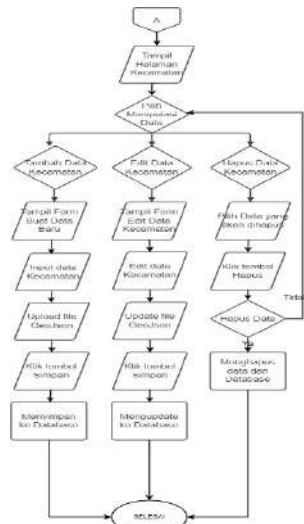 A
Tampil
Halaman
Kecamatan
Pilih
Manipulasi
Data
Tambah Data
Kecamatan
Edit Data
Kecamatan
Hapus Data
Kecamatan
Tampil Form
Buat Data
Baru
Tampil Form
Edit Data
Kecamatan
Pilih Data yang
akan dihapus
Input data
Kecamatan
Edit data
Kecamatan
Klik tombol
Hapus
Upload file
GeoJson
Update file
GeoJson
Hapus Data
Tidak
Ya
Klik tombol
Simpan
Klik tombol
Simpan
Menghapus
data dari
Database
Menyimpan
ke Database
Mengupdate
ke Database
SELESAI